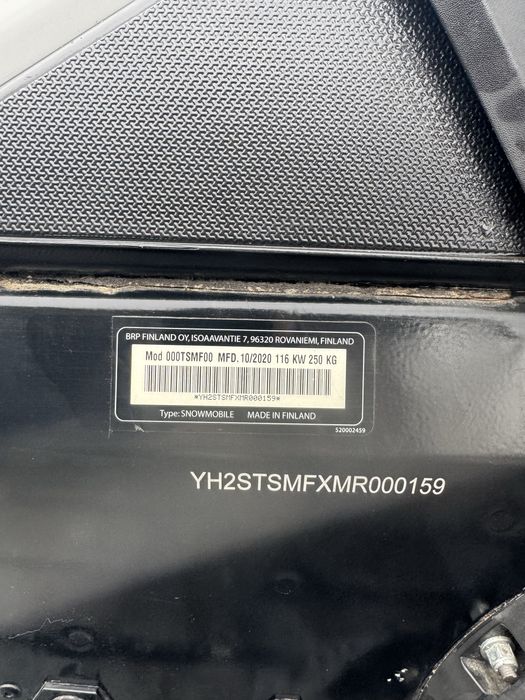 BRP FINLAND OY, ISOAAVANTIE 7, 96320 ROVANIEMI, FINLAND
Mod 000TSMF00 MFD.10/2020 116 KW 250 KG
*YH2STSMFXMR000159*
Type: SNOWMOBILE MADE IN FINLAND
520002459
YH2STSMFXMR000159